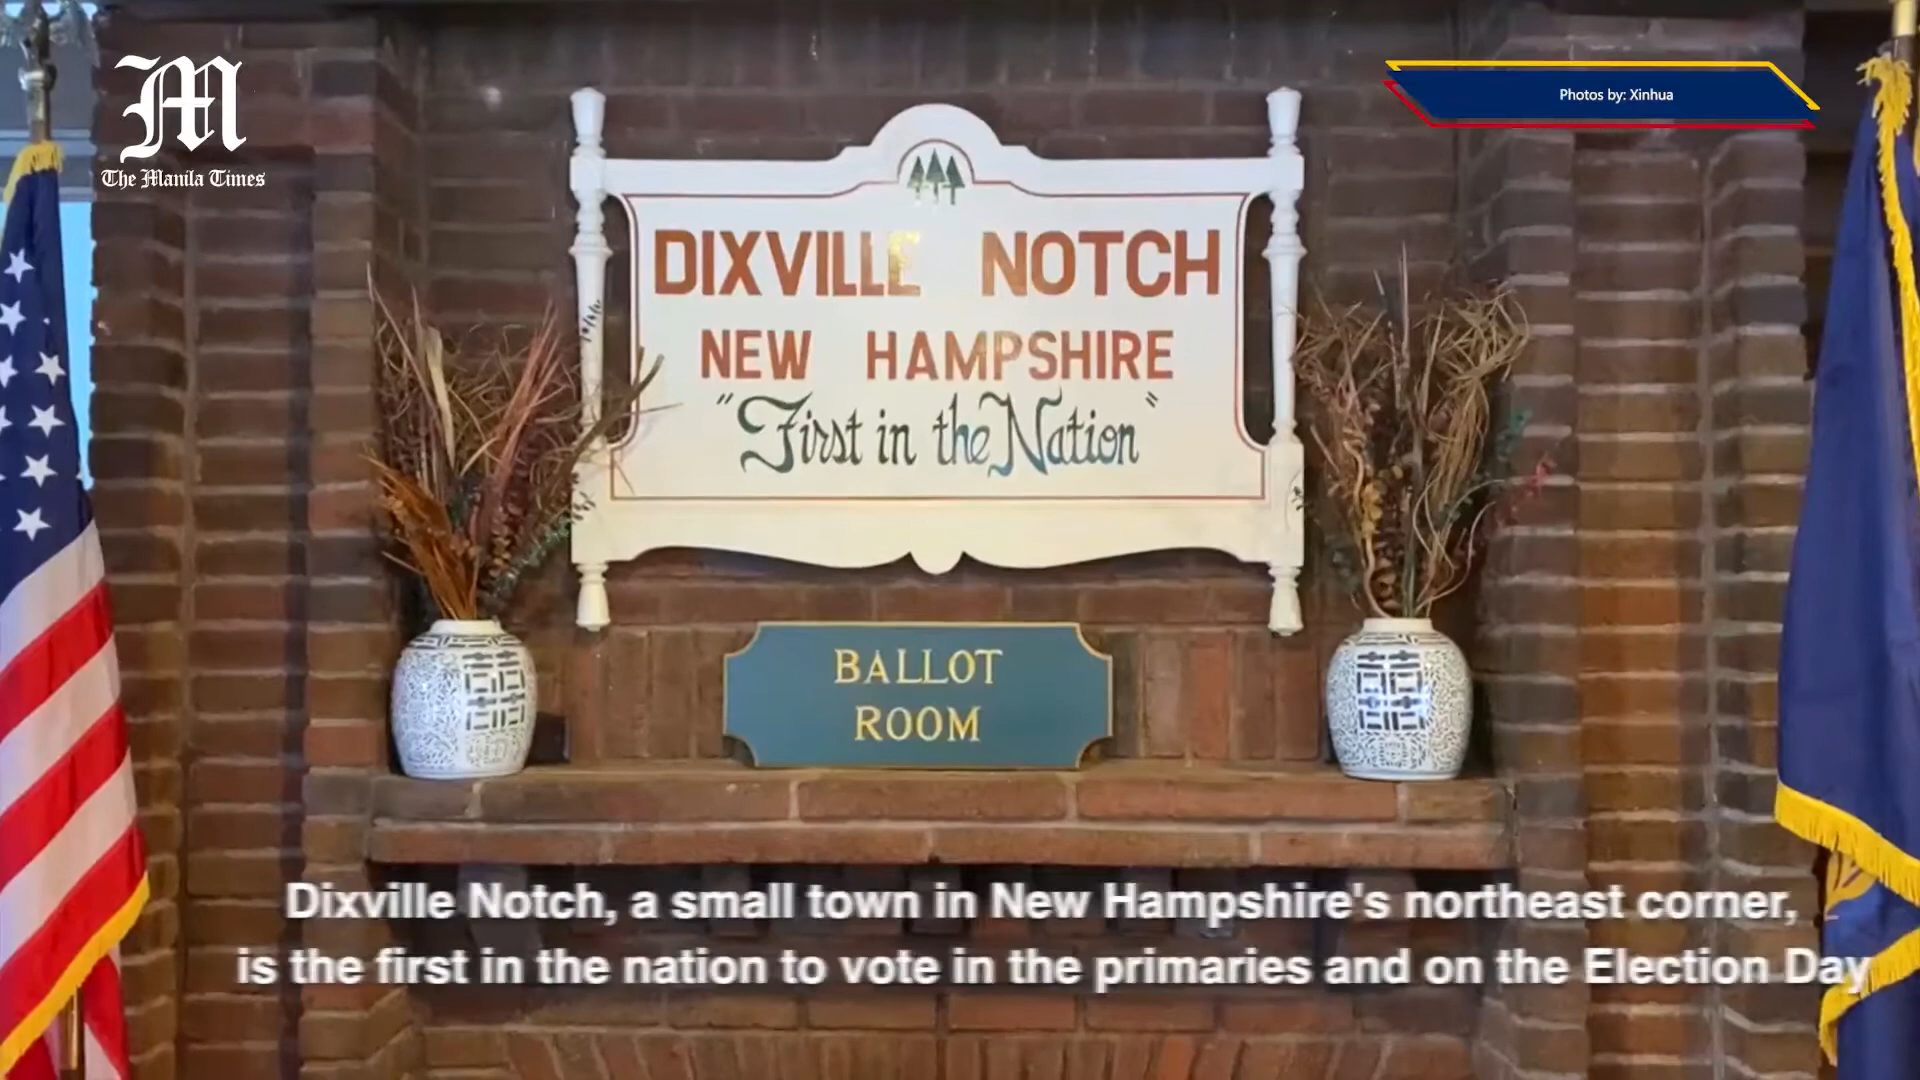 The Manila Times
Photos by: Xinhua
DIXVILLE NOTCH
NEW HAMPSHIRE
"First in the Nation"
BALLOT
ROOM
Dixville Notch, a small town in New Hampshire's northeast corner,
is the first in the nation to vote in the primaries and on the Election Day